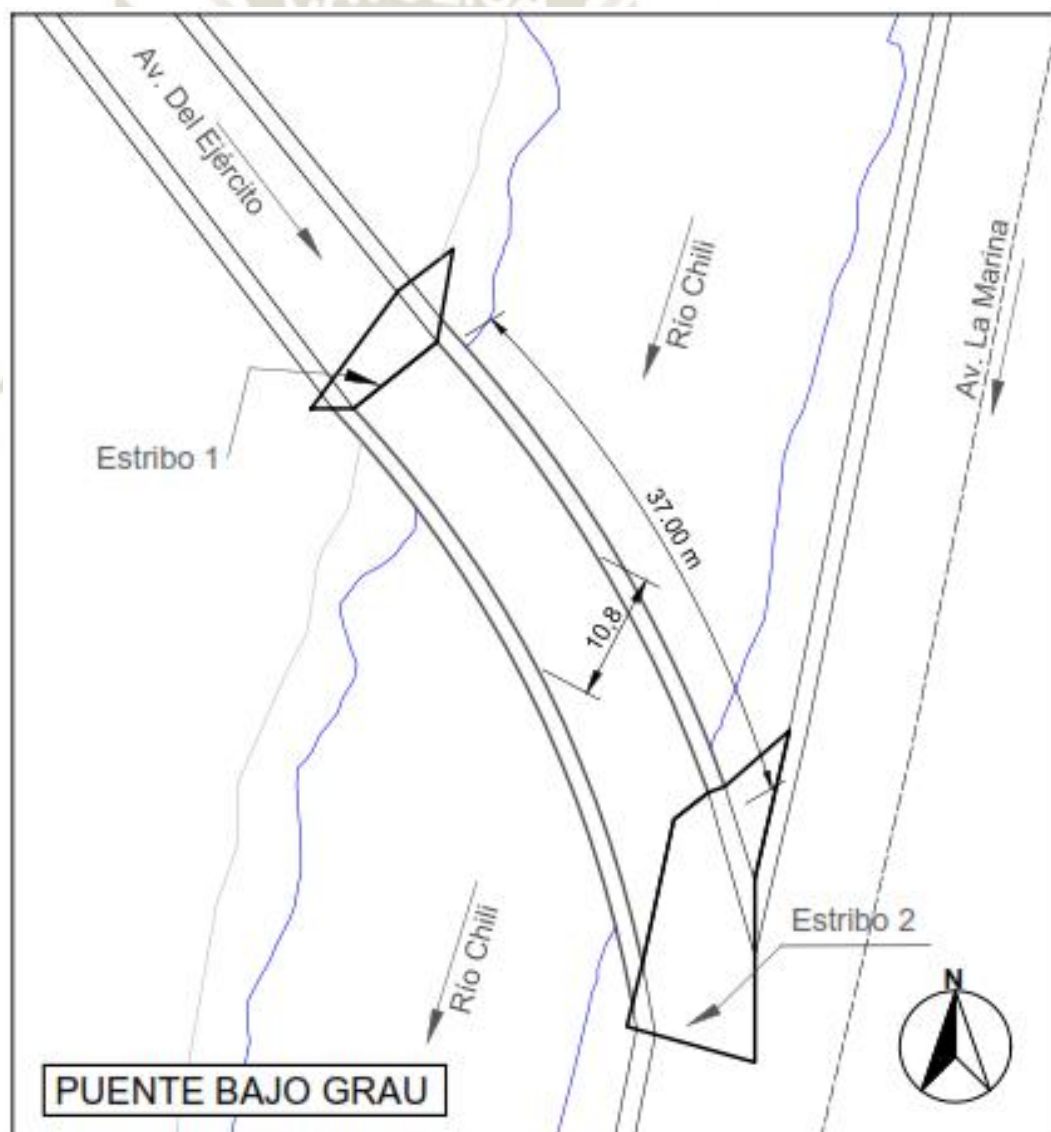 Av. Del Ejército
Río Chili
Av. La Marina
Estribo 1
37.00 m
10,8
Estribo 2
Río Chili
N
PUENTE BAJO GRAU